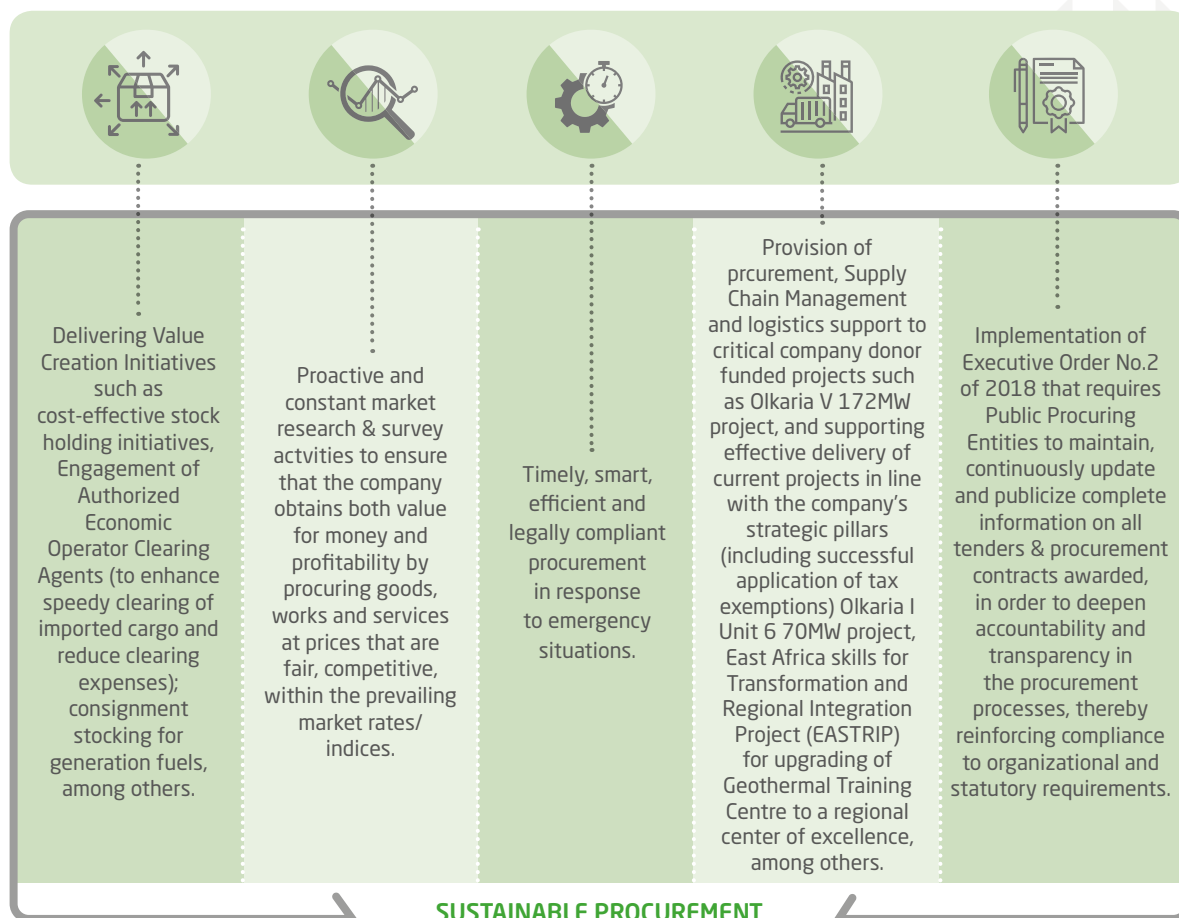 Delivering Value
Creation Initiatives
such as
cost-effective stock
holding initiatives,
Engagement of
Authorized
Economic
Operator Clearing
Agents (to enhance
speedy clearing of
imported cargo and
reduce clearing
expenses);
consignment
stocking for
generation fuels,
among others.
Proactive and
constant market
research & survey
actvities to ensure
that the company
obtains both value
for money and
profitability by
procuring goods,
works and services
at prices that are
fair, competitive,
within the prevailing
market rates/
indices.
Timely, smart,
efficient and
legally compliant
procurement
in response
to emergency
situations.
Provision of
prcurement, Supply
Chain Management
and logistics support to
critical company donor
funded projects such
as Olkaria V 172MW
project, and supporting
effective delivery of
current projects in line
with the company's
strategic pillars
(including successful
application of tax
exemptions) Olkaria I
Unit 6 70MW project,
East Africa skills for
Transformation and
Regional Integration
Project (EASTRIP)
for upgrading of
Geothermal Training
Centre to a regional
center of excellence,
among others.
Implementation of
Executive Order No.2
of 2018 that requires
Public Procuring
Entities to maintain,
continuously update
and publicize complete
information on all
tenders & procurement
contracts awarded,
in order to deepen
accountability and
transparency in
the procurement
processes, thereby
reinforcing compliance
to organizational and
statutory requirements.
SUSTAINABLE PROCUREMENT